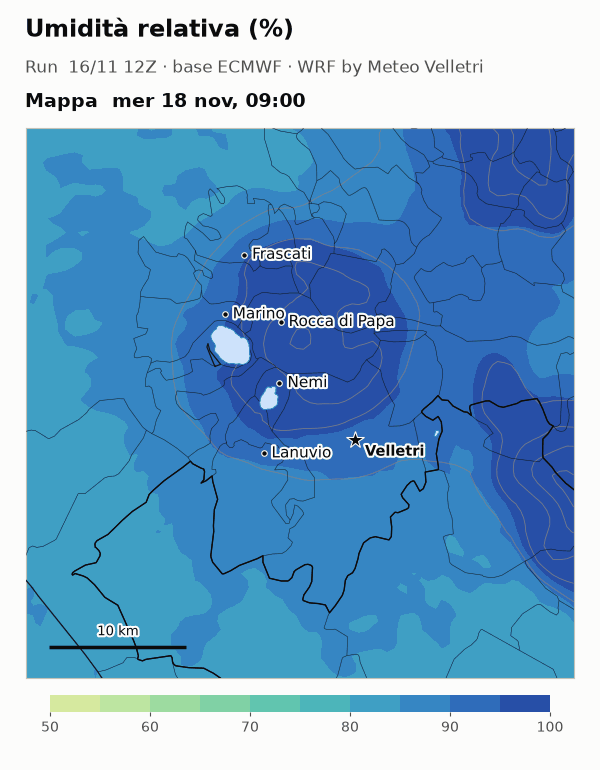 Umidità relativa (%)
Run  16/11 12Z · base ECMWF · WRF by Meteo Velletri
Mappa  mer 18 nov, 09:00
Frascati
Marino
Rocca di Papa
Nemi
Lanuvio
Velletri
10 km
50 60 70 80 90 100